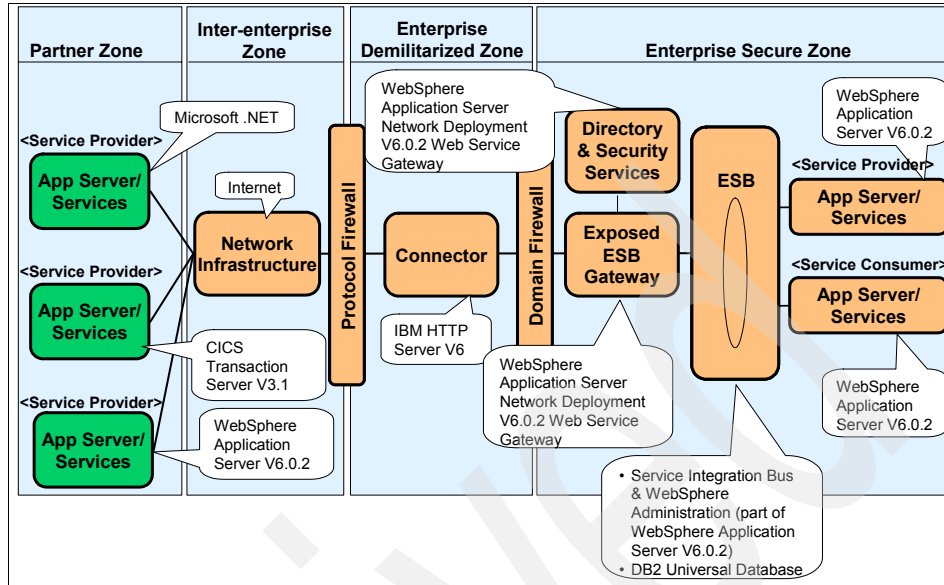 Partner Zone
Inter-enterprise
Zone
Enterprise
Demilitarized Zone
Enterprise Secure Zone
<Service Provider>
App Server/
Services
Microsoft .NET
<Service Provider>
App Server/
Services
CICS
Transaction
Server V3.1
<Service Provider>
App Server/
Services
WebSphere
Application
Server V6.0.2
Internet
Network
Infrastructure
Protocol Firewall
Connector
IBM HTTP
Server V6
Domain Firewall
WebSphere
Application Server
Network Deployment
V6.0.2 Web Service
Gateway
Directory
& Security
Services
Exposed
ESB
Gateway
WebSphere
Application Server
Network Deployment
V6.0.2 Web Service
Gateway
ESB
• Service Integration Bus
& WebSphere
Administration (part of
WebSphere Application
Server V6.0.2)
• DB2 Universal Database
WebSphere
Application
Server V6.0.2
<Service Provider>
App Server/
Services
<Service Consumer>
App Server/
Services
WebSphere
Application
Server V6.0.2